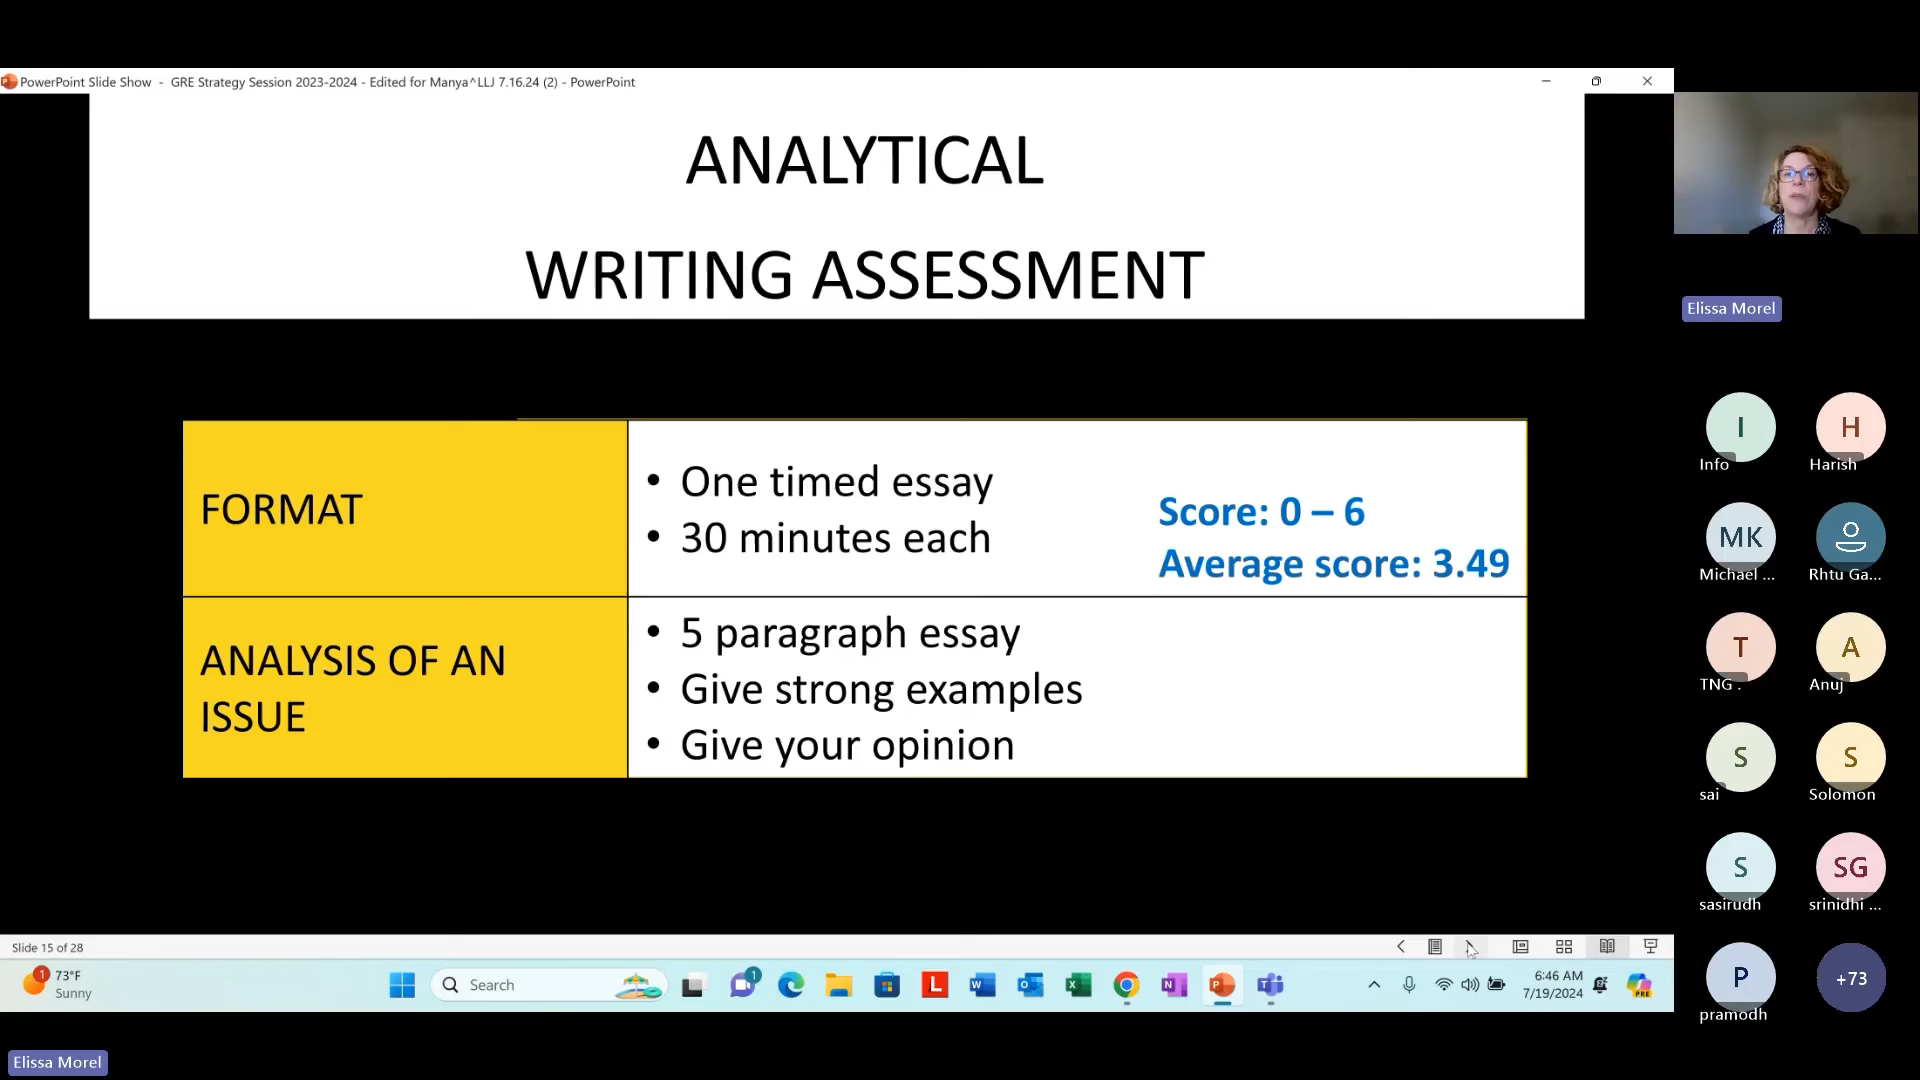 PowerPoint Slide Show - GRE Strategy Session 2023-2024 - Edited for Manya^LLJ 7.16.24 (2) - PowerPoint
ANALYTICAL
WRITING ASSESSMENT
FORMAT
• One timed essay
• 30 minutes each
Score: 0 – 6
Average score: 3.49
ANALYSIS OF AN
ISSUE
• 5 paragraph essay
• Give strong examples
• Give your opinion
Elissa Morel
I
Info
H
Harish
MK
Michael ...
Rhtu Ga...
T
TNG .
A
Anuj
S
sai
S
Solomon
S
sasirudh
SG
srinidhi ...
P
pramodh
+73
Slide 15 of 28
1
73°F
Sunny
Search
1
L
W
O
X
N
P
T
6:46 AM
7/19/2024
PRE
Elissa Morel